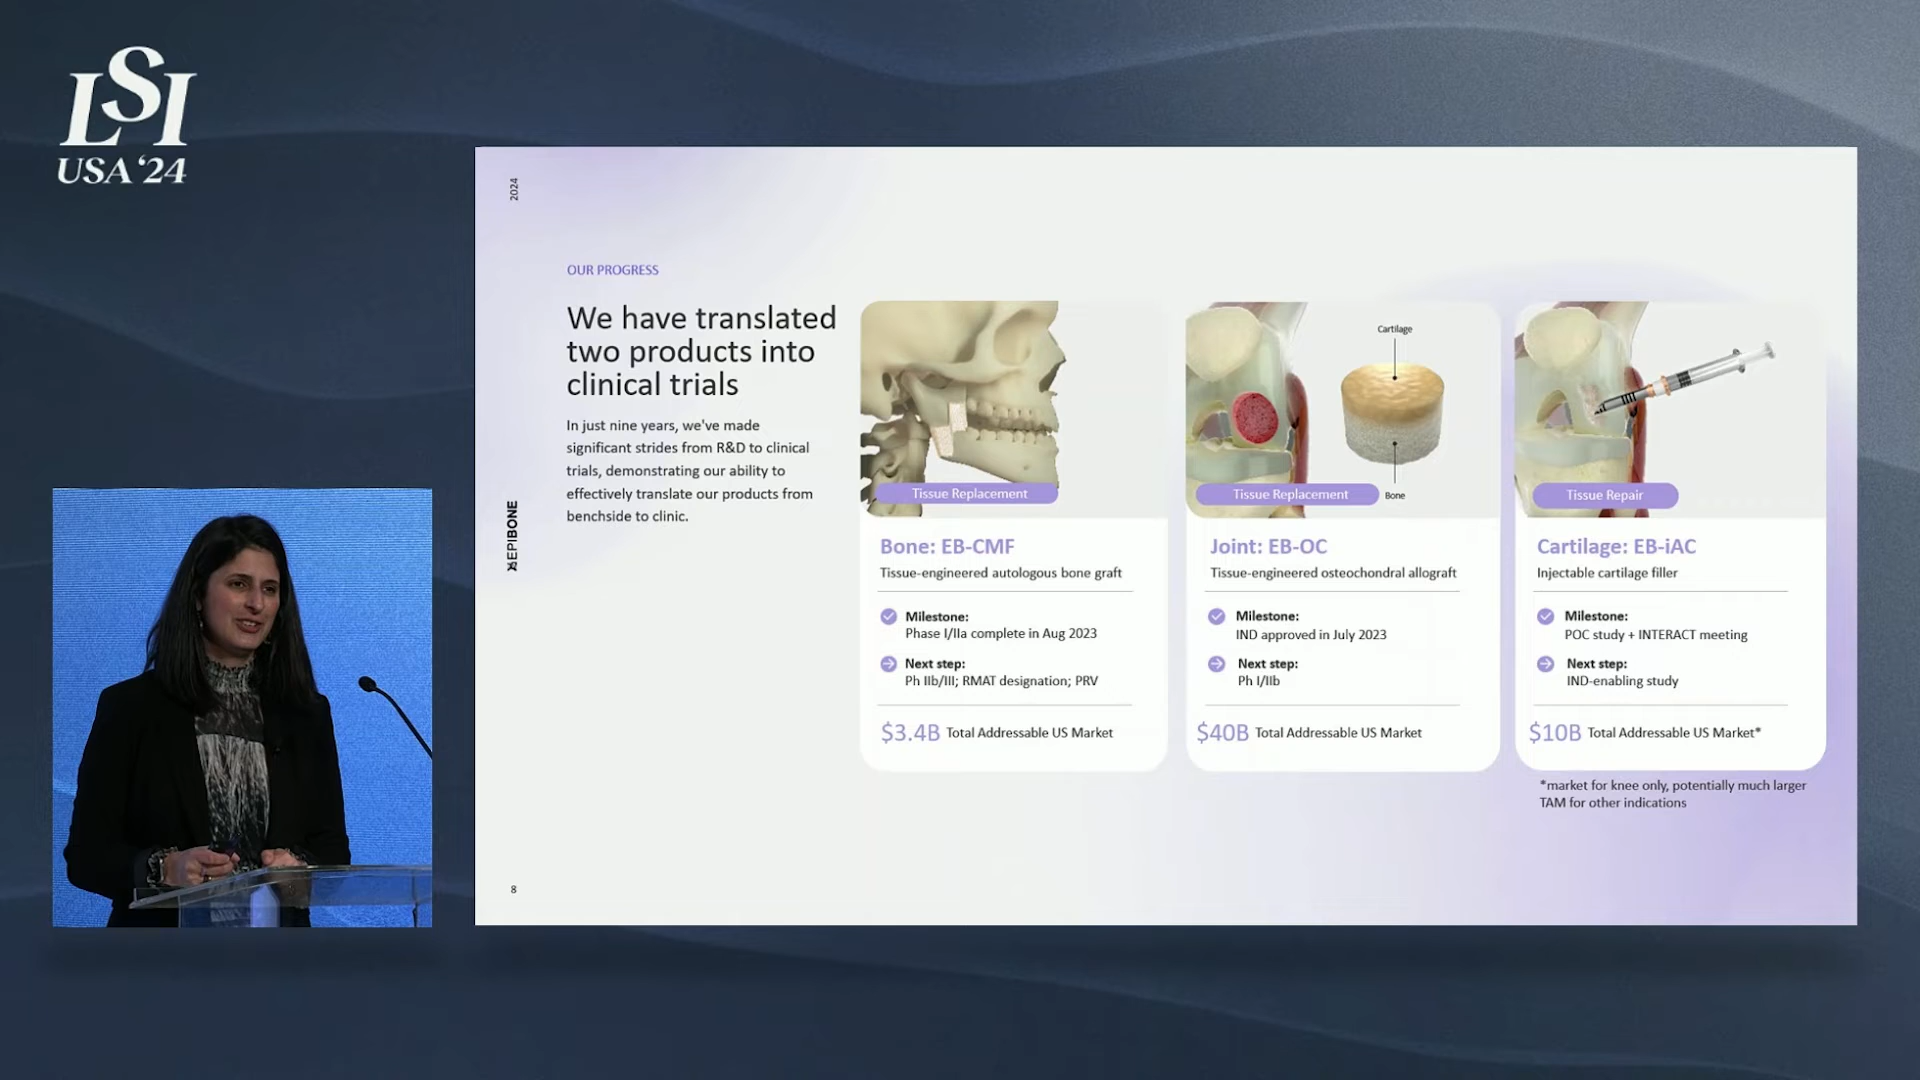 LSI
USA '24
2024
OUR PROGRESS
We have translated
two products into
clinical trials
In just nine years, we've made
significant strides from R&D to clinical
trials, demonstrating our ability to
effectively translate our products from
benchside to clinic.
EPIBONE
8
Tissue Replacement
Bone: EB-CMF
Tissue-engineered autologous bone graft
Milestone:
Phase I/IIa complete in Aug 2023
Next step:
Ph IIb/III; RMAT designation; PRV
$3.4B Total Addressable US Market
Cartilage
Bone
Tissue Replacement
Joint: EB-OC
Tissue-engineered osteochondral allograft
Milestone:
IND approved in July 2023
Next step:
Ph I/IIb
$40B Total Addressable US Market
Tissue Repair
Cartilage: EB-iAC
Injectable cartilage filler
Milestone:
POC study + INTERACT meeting
Next step:
IND-enabling study
$10B Total Addressable US Market*
*market for knee only, potentially much larger
TAM for other indications